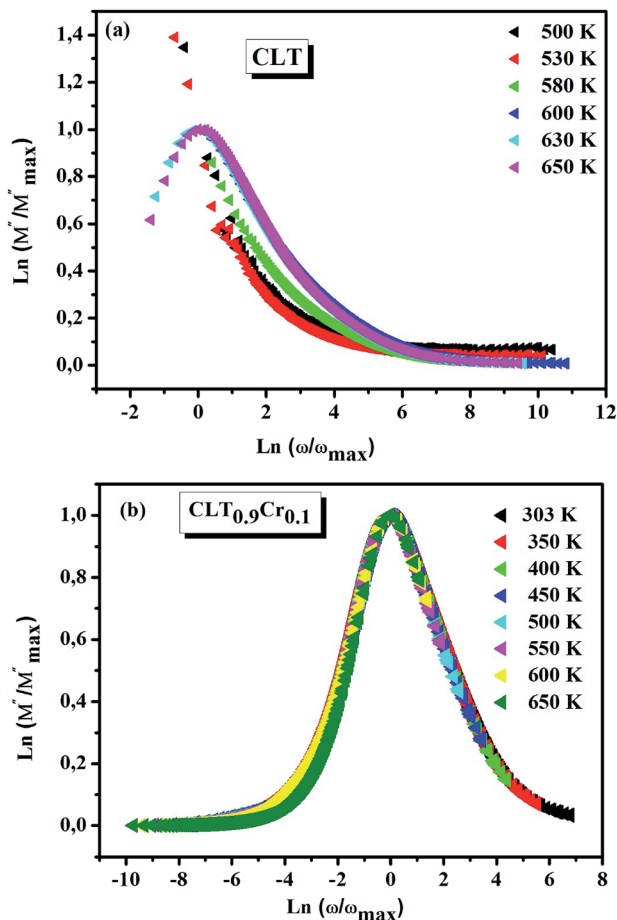 (a)
CLT
500 K
530 K
580 K
600 K
630 K
650 K
1,4
1,2
1,0
0,8
0,6
0,4
0,2
0,0
Ln (M″/M″max)
-2 0 2 4 6 8 10 12
Ln (ω/ωmax)
(b)
CLT0.9Cr0.1
303 K
350 K
400 K
450 K
500 K
550 K
600 K
650 K
1,0
0,8
0,6
0,4
0,2
0,0
Ln (M″/M″max)
-10 -8 -6 -4 -2 0 2 4 6 8
Ln (ω/ωmax)